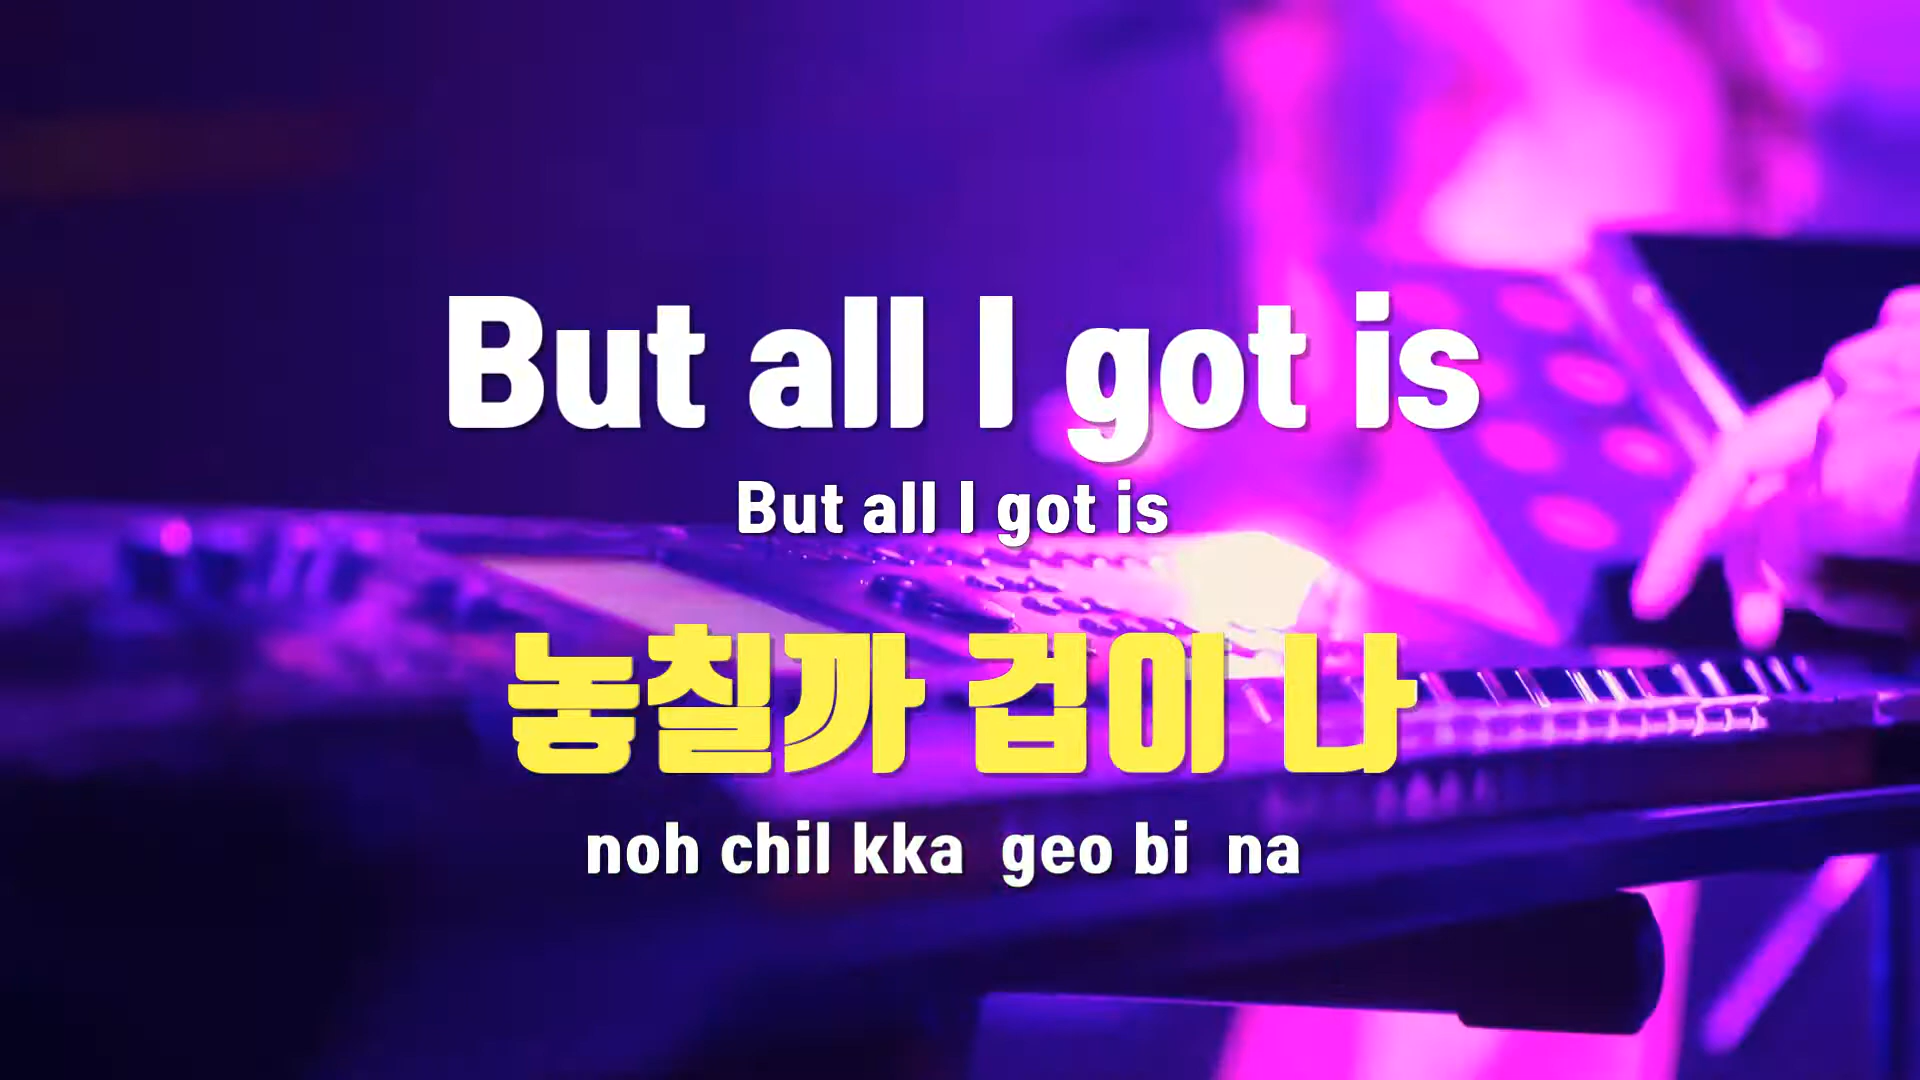 But all I got is
But all I got is
놓칠까 겁이 나
noh chil kka geo bi na